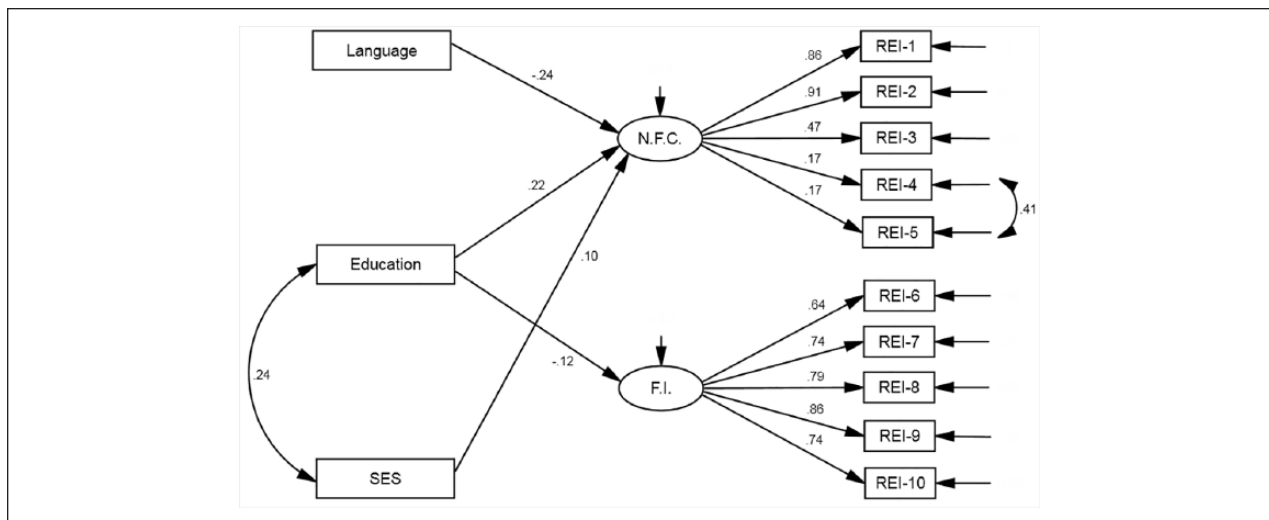 Language
-.24
N.F.C.
.86
REI-1
.91
REI-2
.47
REI-3
.17
REI-4
.17
REI-5
.41
Education
.22
.10
-.12
.24
SES
F.I.
.64
REI-6
.74
REI-7
.79
REI-8
.86
REI-9
.74
REI-10